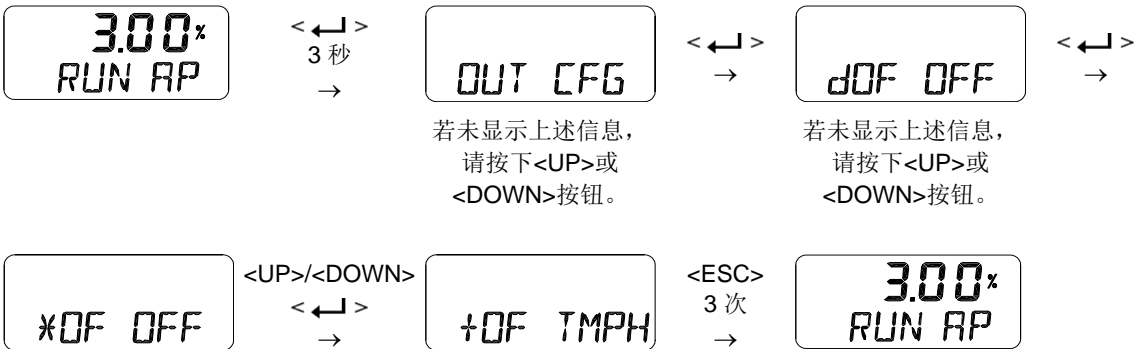 3.00%
RUN AP
< ↵ >
3 秒
→
OUT CFG
若未显示上述信息，
请按下<UP>或
<DOWN>按钮。
< ↵ >
→
dOF OFF
若未显示上述信息，
请按下<UP>或
<DOWN>按钮。
< ↵ >
→
*OF OFF
<UP>/<DOWN>
< ↵ >
→
+OF TMPH
<ESC>
3 次
→
3.00%
RUN AP